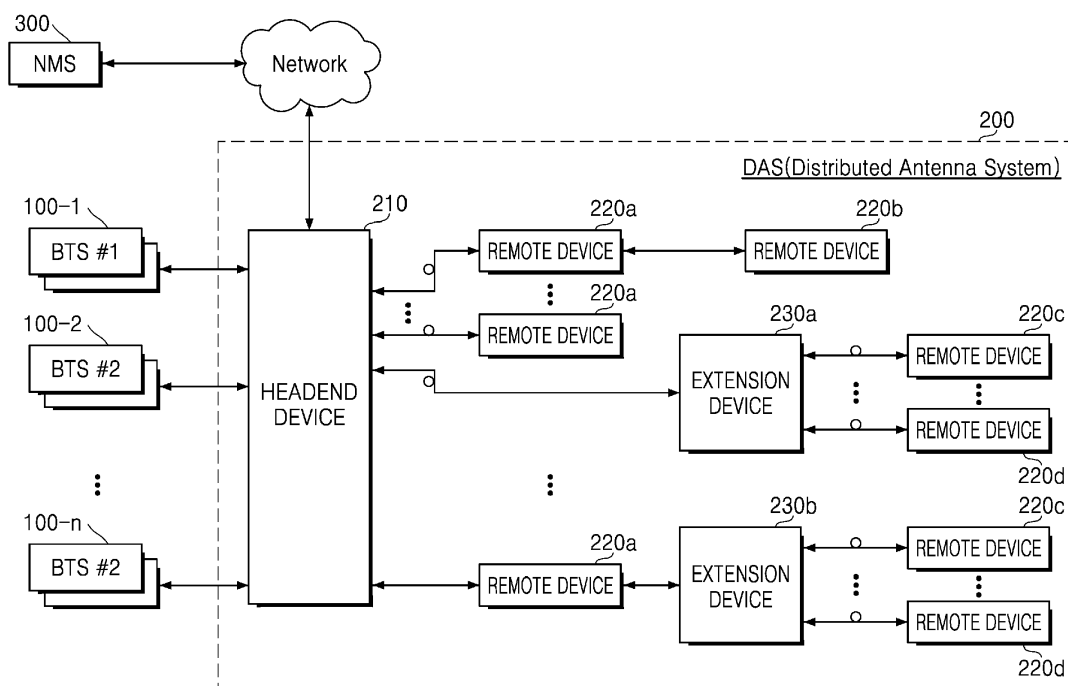 300
NMS
Network
200
DAS(Distributed Antenna System)
100-1
BTS #1
210
220a
REMOTE DEVICE
220b
REMOTE DEVICE
220a
REMOTE DEVICE
100-2
BTS #2
HEADEND
DEVICE
230a
EXTENSION
DEVICE
220c
REMOTE DEVICE
REMOTE DEVICE
220d
100-n
BTS #2
220a
REMOTE DEVICE
230b
EXTENSION
DEVICE
220c
REMOTE DEVICE
REMOTE DEVICE
220d